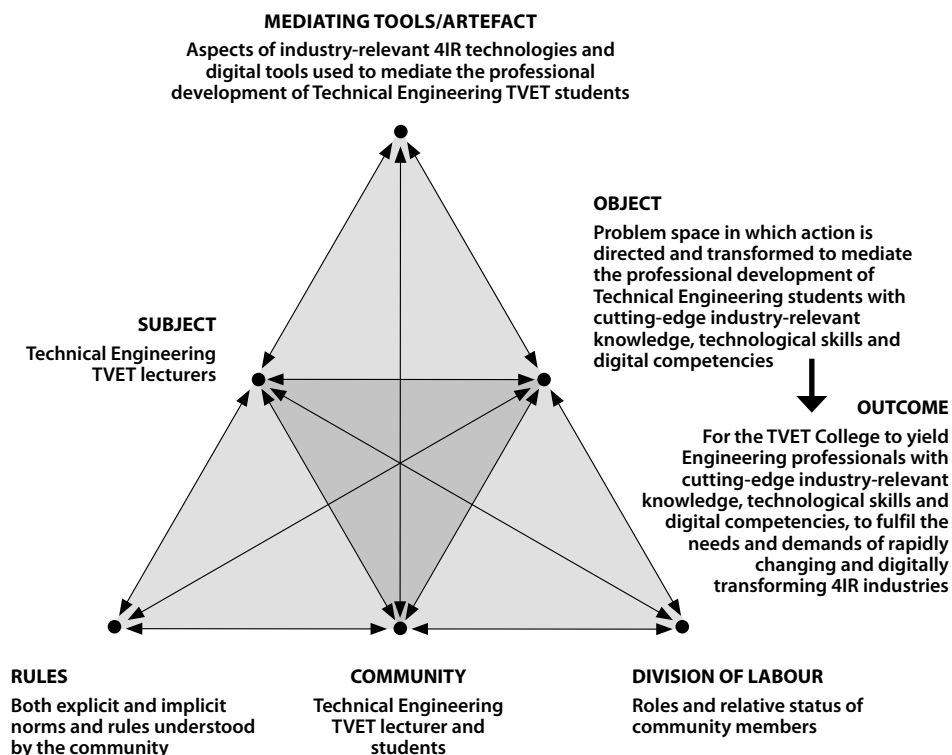 MEDIATING TOOLS/ARTEFACT
Aspects of industry-relevant 4IR technologies and
digital tools used to mediate the professional
development of Technical Engineering TVET students
OBJECT
Problem space in which action is
directed and transformed to mediate
the professional development of
Technical Engineering students with
cutting-edge industry-relevant
knowledge, technological skills and
digital competencies
SUBJECT
Technical Engineering
TVET lecturers
OUTCOME
For the TVET College to yield
Engineering professionals with
cutting-edge industry-relevant
knowledge, technological skills and
digital competencies, to fulfil the
needs and demands of rapidly
changing and digitally
transforming 4IR industries
RULES
Both explicit and implicit
norms and rules understood
by the community
COMMUNITY
Technical Engineering
TVET lecturer and
students
DIVISION OF LABOUR
Roles and relative status of
community members